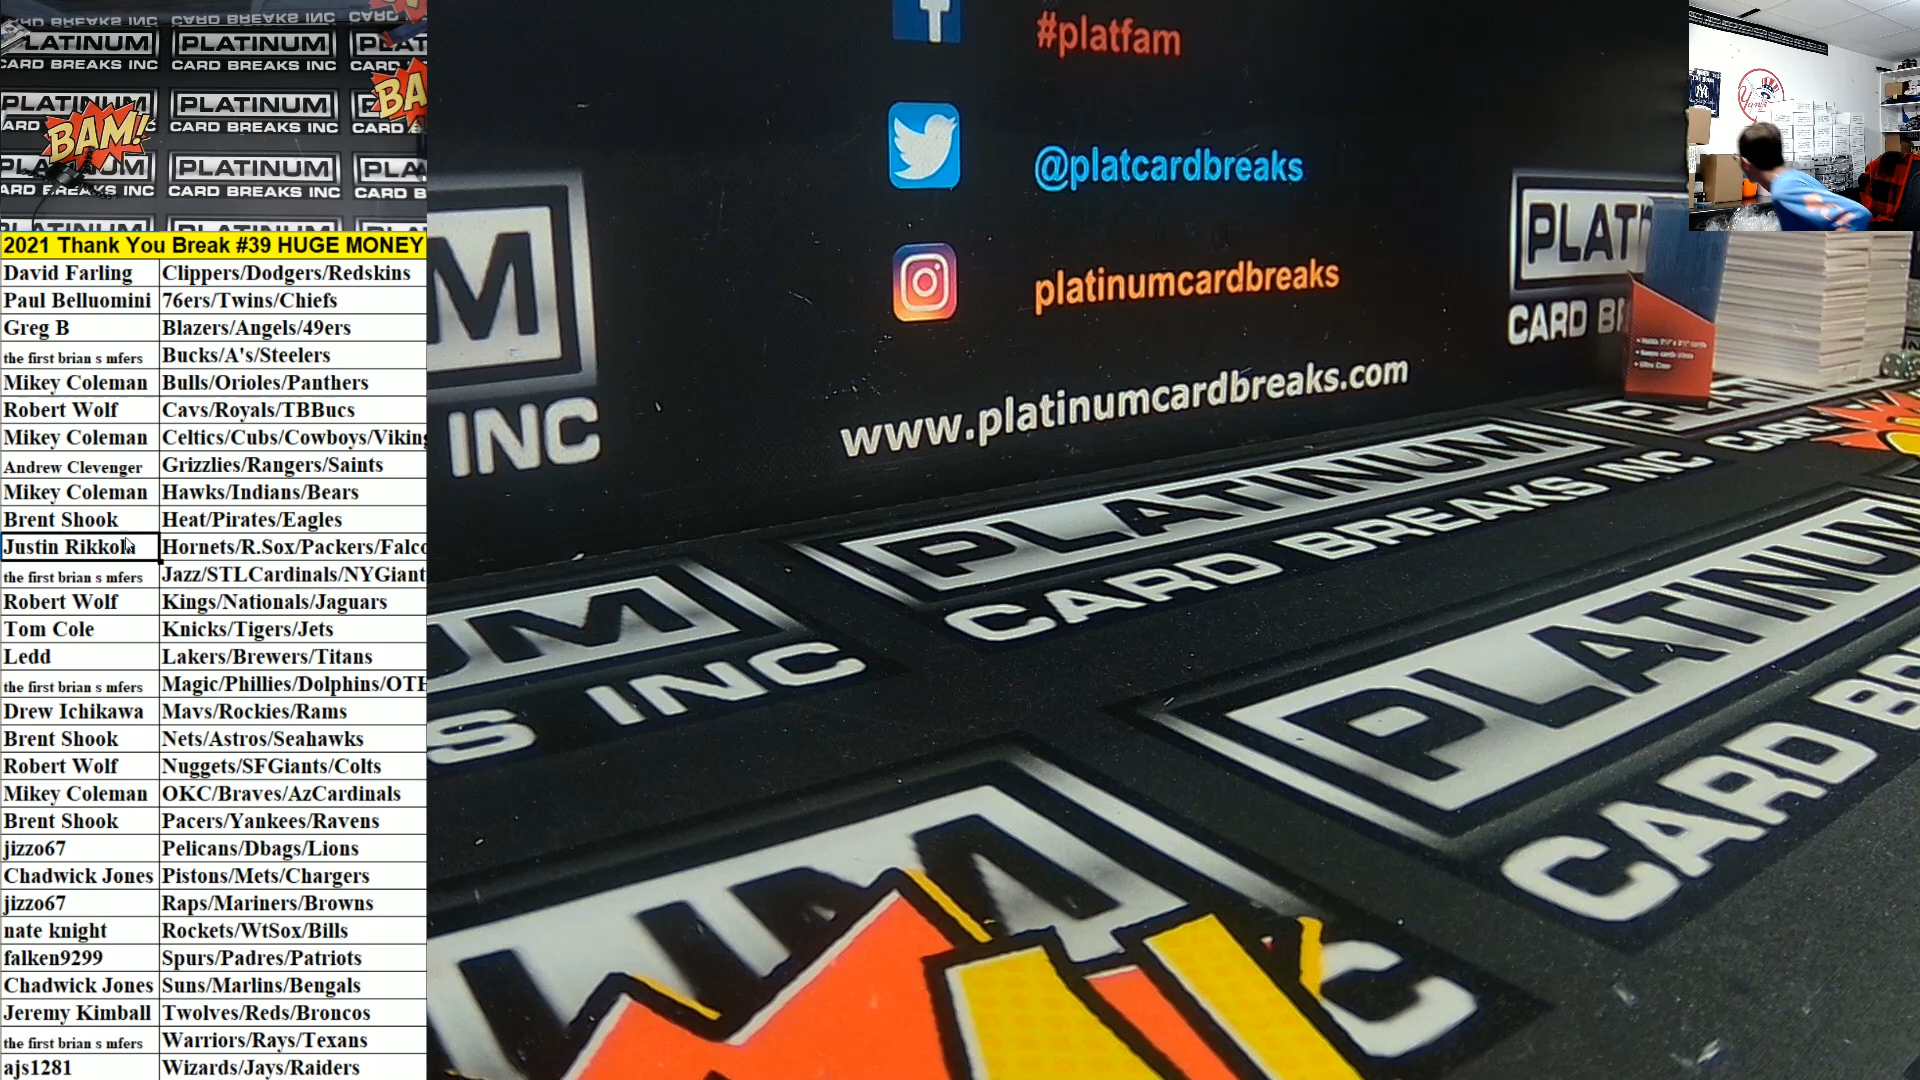 PLATINUM
CARD BREAKS INC
BAM!
2021 Thank You Break #39 HUGE MONEY
David Farling Clippers/Dodgers/Redskins
Paul Belluomini 76ers/Twins/Chiefs
Greg B Blazers/Angels/49ers
the first brian s mfers Bucks/A's/Steelers
Mikey Coleman Bulls/Orioles/Panthers
Robert Wolf Cavs/Royals/TBBucs
Mikey Coleman Celtics/Cubs/Cowboys/Viking
Andrew Clevenger Grizzlies/Rangers/Saints
Mikey Coleman Hawks/Indians/Bears
Brent Shook Heat/Pirates/Eagles
Justin Hornets/R.Sox/Packers/Falco
the first brian s mfers Jazz/STLCardinals/NYGiant
Robert Wolf Kings/Nationals/Jaguars
Tom Cole Knicks/Tigers/Jets
Ledd Lakers/Brewers/Titans
the first brian s mfers Magic/Phillies/Dolphins/OTH
Drew Ichikawa Mavs/Rockies/Rams
Brent Shook Nets/Astros/Seahawks
Robert Wolf Nuggets/SFGiants/Colts
Mikey Coleman OKC/Braves/AzCardinals
Brent Shook Pacers/Yankees/Ravens
jizzo67 Pelicans/Dbags/Lions
Chadwick Jones Pistons/Mets/Chargers
jizzo67 Raps/Mariners/Browns
nate knight Rockets/WtSox/Bills
falken9299 Spurs/Padres/Patriots
Chadwick Jones Suns/Marlins/Bengals
Jeremy Kimball Twolves/Reds/Broncos
the first brian s mfers Warriors/Rays/Texans
ajs1281 Wizards/Jays/Raiders
#platfam
@platcardbreaks
platinumcardbreaks
www.platinumcardbreaks.com
M
INC
PLAT
CARD B
PLATINUM
CARD BREAKS INC
UM
S INC
PLATINUM
CARD BR